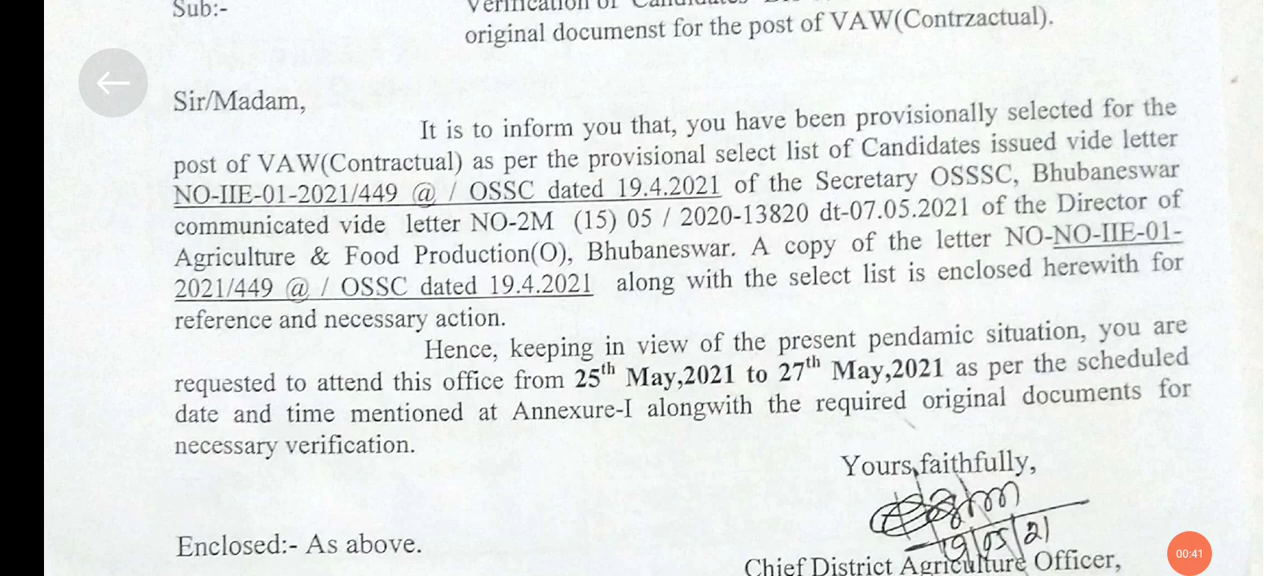 Sub:-
Verification of Candidates
original documenst for the post of VAW(Contrzactual).
Sir/Madam,
It is to inform you that, you have been provisionally selected for the
post of VAW(Contractual) as per the provisional select list of Candidates issued vide letter
NO-IIE-01-2021/449 @ / OSSC dated 19.4.2021 of the Secretary OSSSC, Bhubaneswar
communicated vide letter NO-2M (15) 05 / 2020-13820 dt-07.05.2021 of the Director of
Agriculture & Food Production(O), Bhubaneswar. A copy of the letter NO-NO-IIE-01-
2021/449 @ / OSSC dated 19.4.2021 along with the select list is enclosed herewith for
reference and necessary action.
Hence, keeping in view of the present pendamic situation, you are
requested to attend this office from 25th May,2021 to 27th May,2021 as per the scheduled
date and time mentioned at Annexure-I alongwith the required original documents for
necessary verification.
Yours faithfully,
19/05/21
Enclosed:- As above.
Chief District Agriculture Officer,
00:41